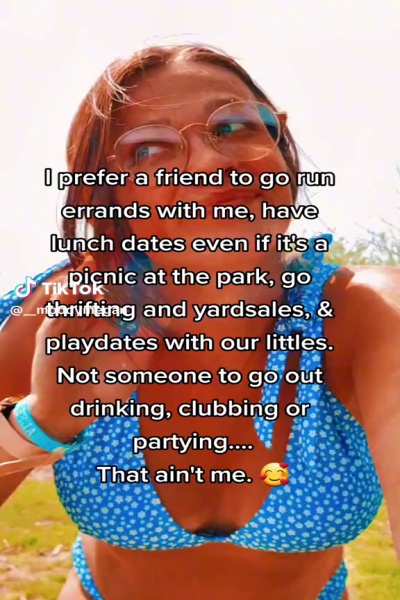 I prefer a friend to go run
errands with me, have
lunch dates even if it's a
picnic at the park, go
TikTok
thrifting and yardsales, &
playdates with our littles.
Not someone to go out
drinking, clubbing or
partying....
That ain't me. 🥰